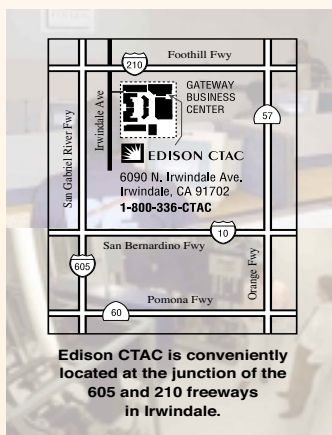 Foothill Fwy
210
GATEWAY
BUSINESS
CENTER
57
Irwindale Ave
San Gabriel River Fwy
EDISON CTAC
6090 N. Irwindale Ave.
Irwindale, CA 91702
1-800-336-CTAC
10
San Bernardino Fwy
605
Orange Fwy
Pomona Fwy
60
Edison CTAC is conveniently
located at the junction of the
605 and 210 freeways
in Irwindale.